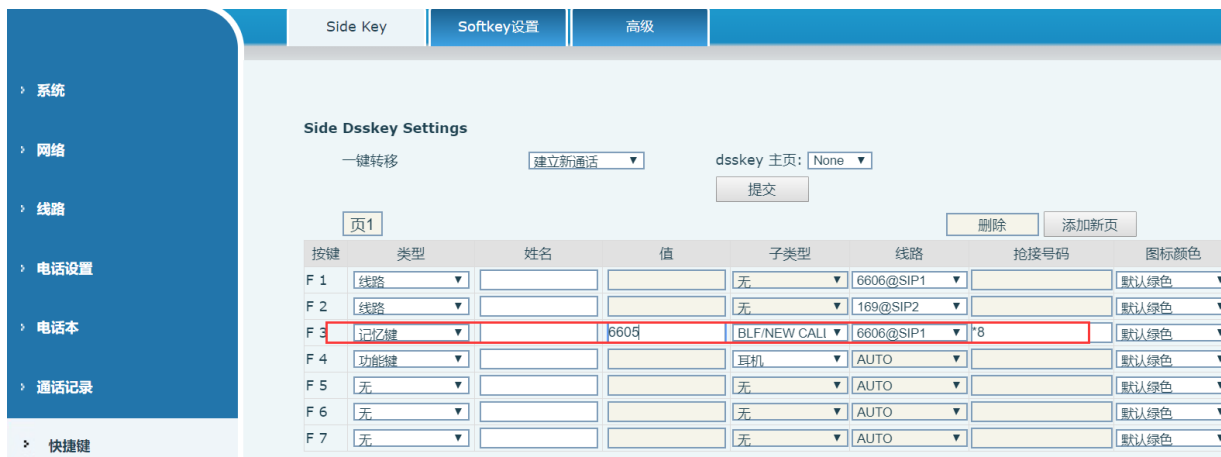 Side Key Softkey设置 高级
系统
Side Dsskey Settings
网络
一键转移 建立新通话 dsskey 主页: None
提交
线路
页1 删除 添加新页
按键 类型 姓名 值 子类型 线路 抢接号码 图标颜色
电话设置
F 1 线路 无 6606@SIP1 默认绿色
F 2 线路 无 169@SIP2 默认绿色
电话本
F 3 记忆键 6605 BLF/NEW CALL 6606@SIP1 *8 默认绿色
F 4 功能键 耳机 AUTO 默认绿色
通话记录
F 5 无 无 AUTO 默认绿色
F 6 无 无 AUTO 默认绿色
F 7 无 无 AUTO 默认绿色
快捷键